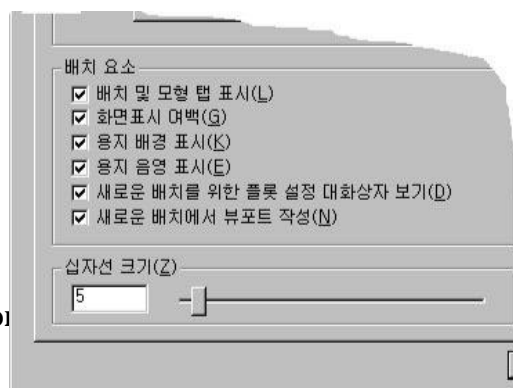 배치 요소
배치 및 모형 탭 표시(L)
화면표시 여백(G)
용지 배경 표시(K)
용지 음영 표시(E)
새로운 배치를 위한 플롯 설정 대화상자 보기(D)
새로운 배치에서 뷰포트 작성(N)
십자선 크기(Z)
5